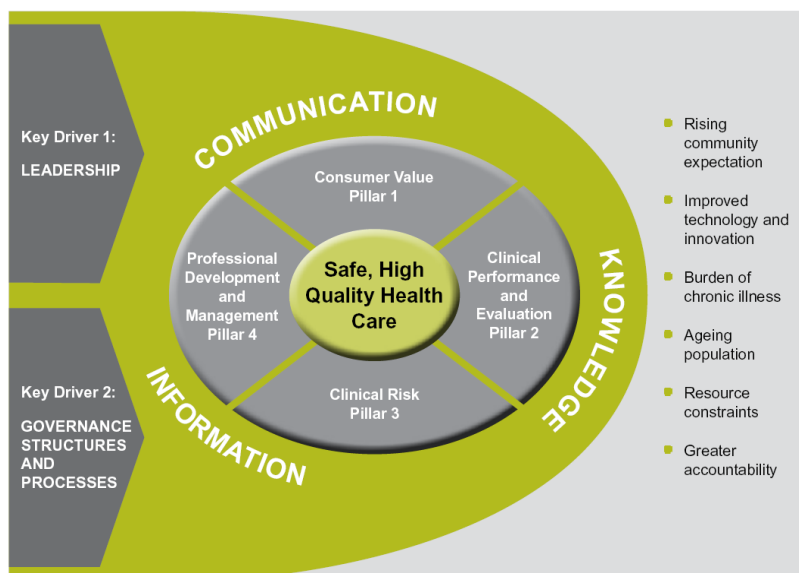 Key Driver 1:
LEADERSHIP
Key Driver 2:
GOVERNANCE
STRUCTURES
AND
PROCESSES
COMMUNICATION
KNOWLEDGE
INFORMATION
Consumer Value
Pillar 1
Clinical
Performance
and
Evaluation
Pillar 2
Clinical Risk
Pillar 3
Professional
Development
and
Management
Pillar 4
Safe, High
Quality Health
Care
Rising
community
expectation
Improved
technology and
innovation
Burden of
chronic illness
Ageing
population
Resource
constraints
Greater
accountability